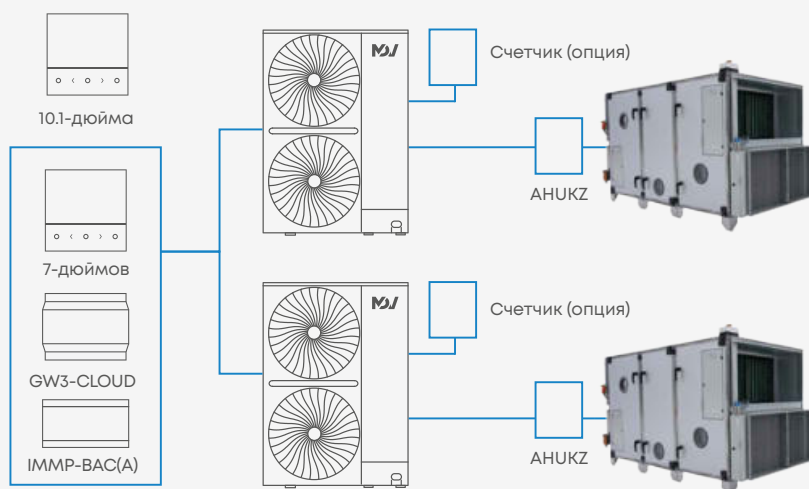 10.1-дюйма
7-дюймов
GW3-CLOUD
IMMP-BAC(A)
MDV
Счетчик (опция)
AHUKZ
MDV
Счетчик (опция)
AHUKZ